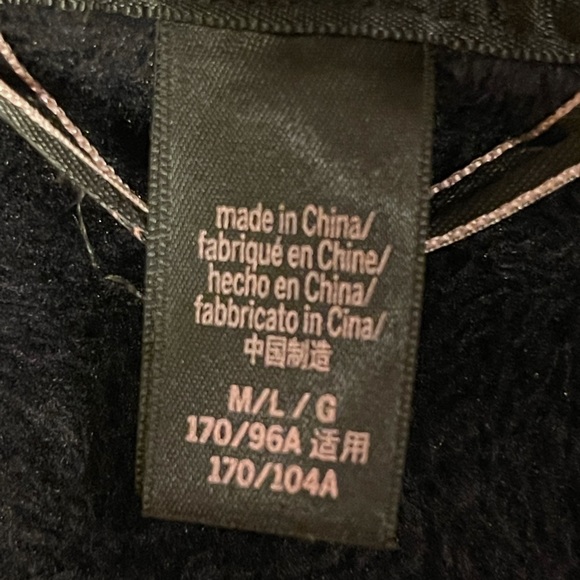 made in China/
fabriqué en Chine/
hecho en China/
fabbricato in Cina/
中国制造
M/L / G
170/96A 适用
170/104A